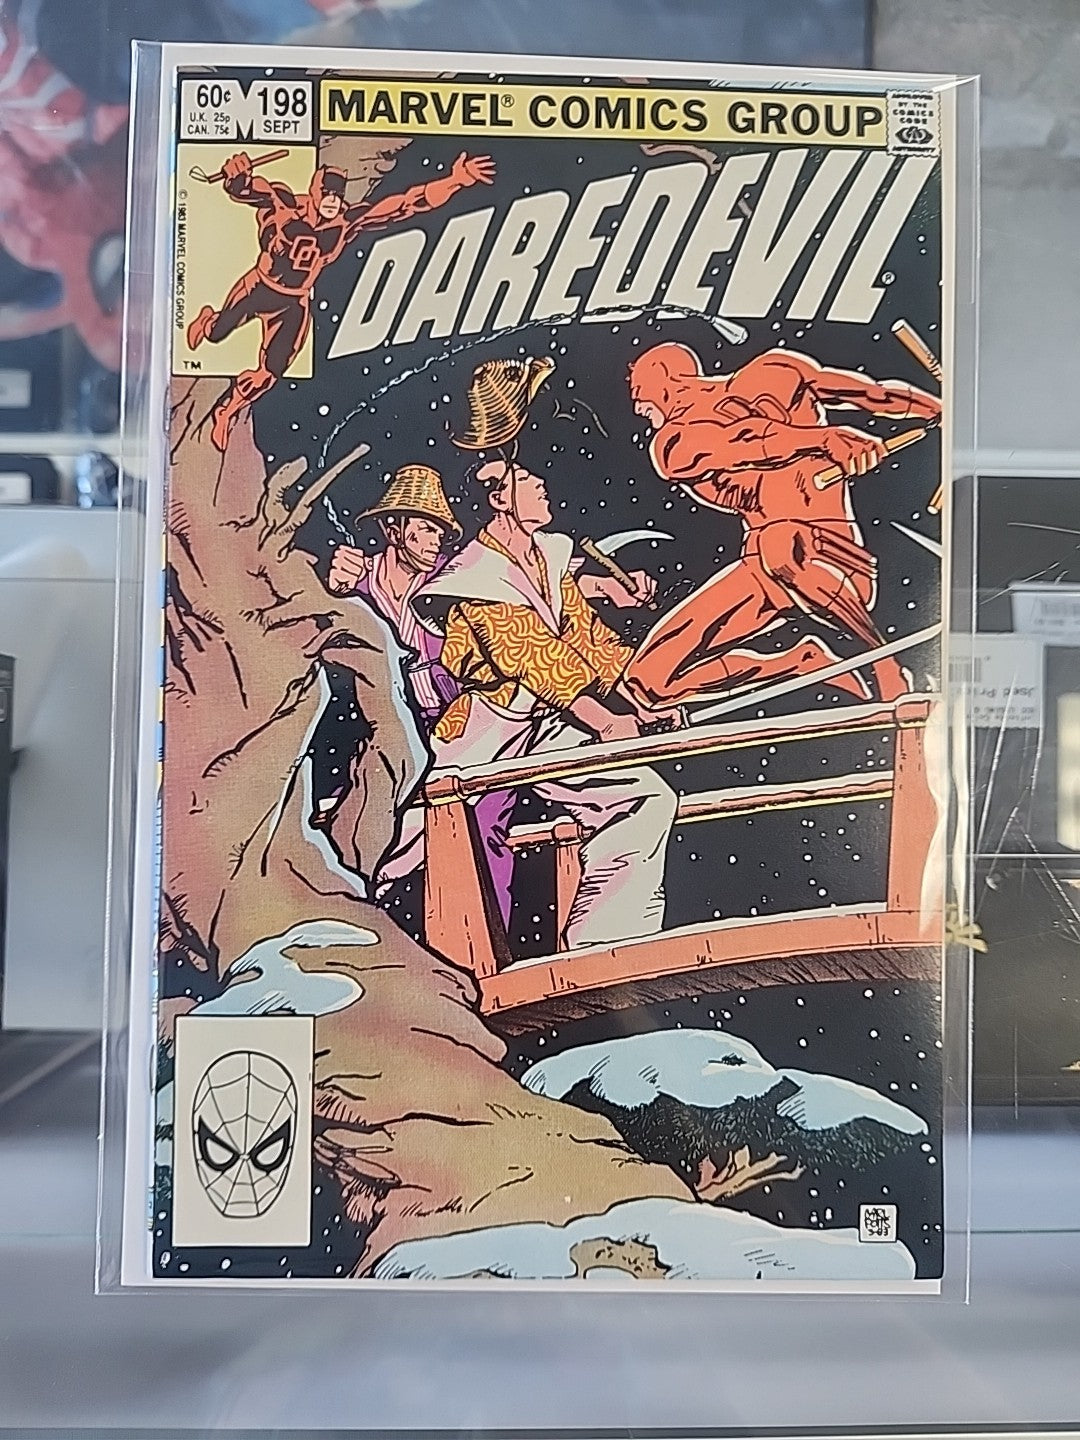 60¢
U.K. 25p
CAN. 75¢
M
198
SEPT
MARVEL® COMICS GROUP
APPROVED
BY THE
COMICS
CODE
AUTHORITY
© 1983 MARVEL COMICS GROUP
DD
DAREDEVIL®
TM